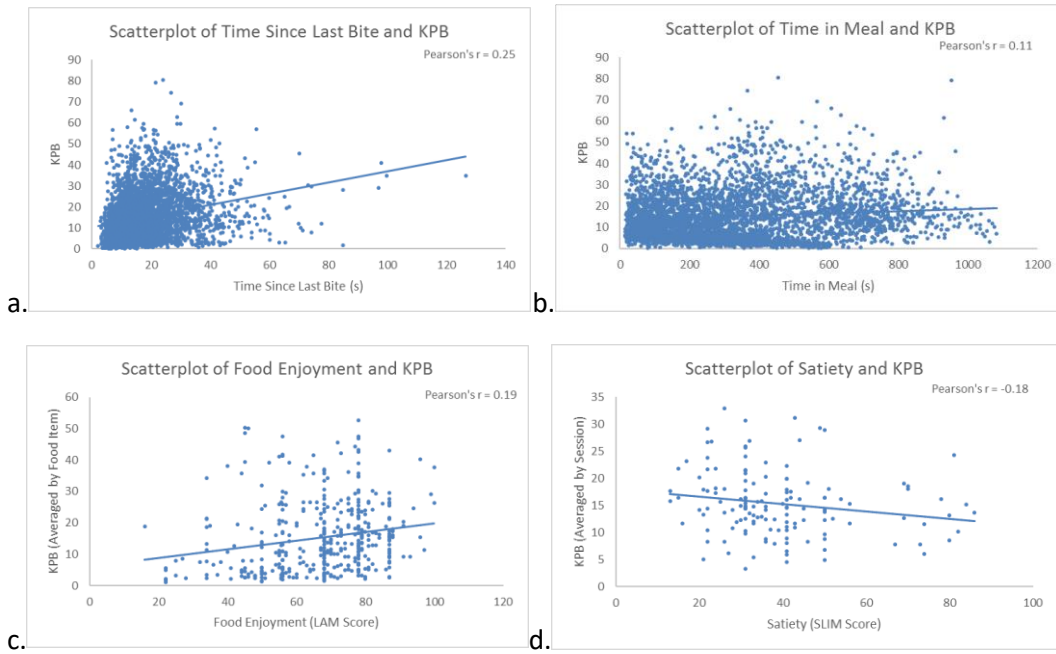 Scatterplot of Time Since Last Bite and KPB
Pearson's r = 0.25
90
80
70
60
50
40
30
20
10
0
KPB
0 20 40 60 80 100 120 140
Time Since Last Bite (s)
a.
Scatterplot of Time in Meal and KPB
Pearson's r = 0.11
90
80
70
60
50
40
30
20
10
0
KPB
0 200 400 600 800 1000 1200
Time in Meal (s)
b.
Scatterplot of Food Enjoyment and KPB
Pearson's r = 0.19
60
50
40
30
20
10
0
KPB (Averaged by Food Item)
0 20 40 60 80 100 120
Food Enjoyment (LAM Score)
c.
Scatterplot of Satiety and KPB
Pearson's r = -0.18
35
30
25
20
15
10
5
0
KPB (Averaged by Session)
0 20 40 60 80 100
Satiety (SLIM Score)
d.